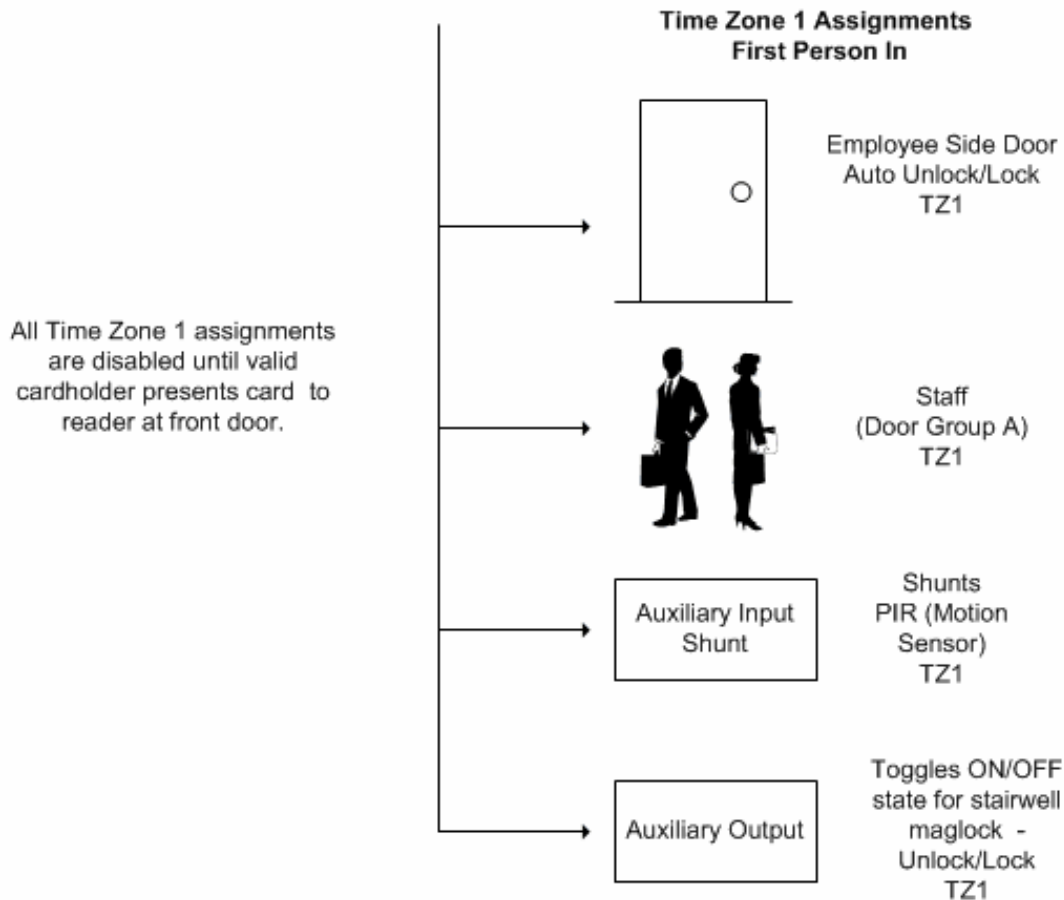 Time Zone 1 Assignments
First Person In
Employee Side Door
Auto Unlock/Lock
TZ1
All Time Zone 1 assignments
are disabled until valid
cardholder presents card to
reader at front door.
Staff
(Door Group A)
TZ1
Auxiliary Input
Shunt
Shunts
PIR (Motion
Sensor)
TZ1
Auxiliary Output
Toggles ON/OFF
state for stairwell
maglock -
Unlock/Lock
TZ1